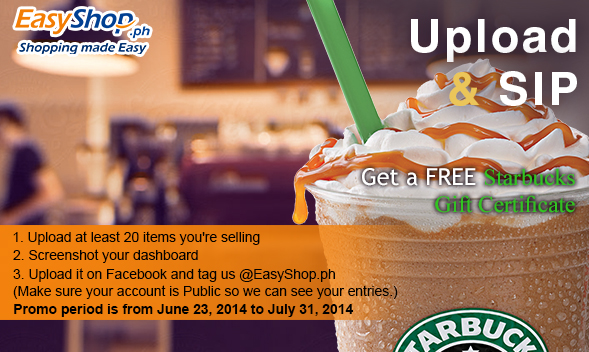 EasyShop.ph
Shopping made Easy
Upload
& SIP
Get a FREE Starbucks
Gift Certificate
1. Upload at least 20 items you're selling
2. Screenshot your dashboard
3. Upload it on Facebook and tag us @EasyShop.ph
(Make sure your account is Public so we can see your entries.)
Promo period is from June 23, 2014 to July 31, 2014
TARBUC